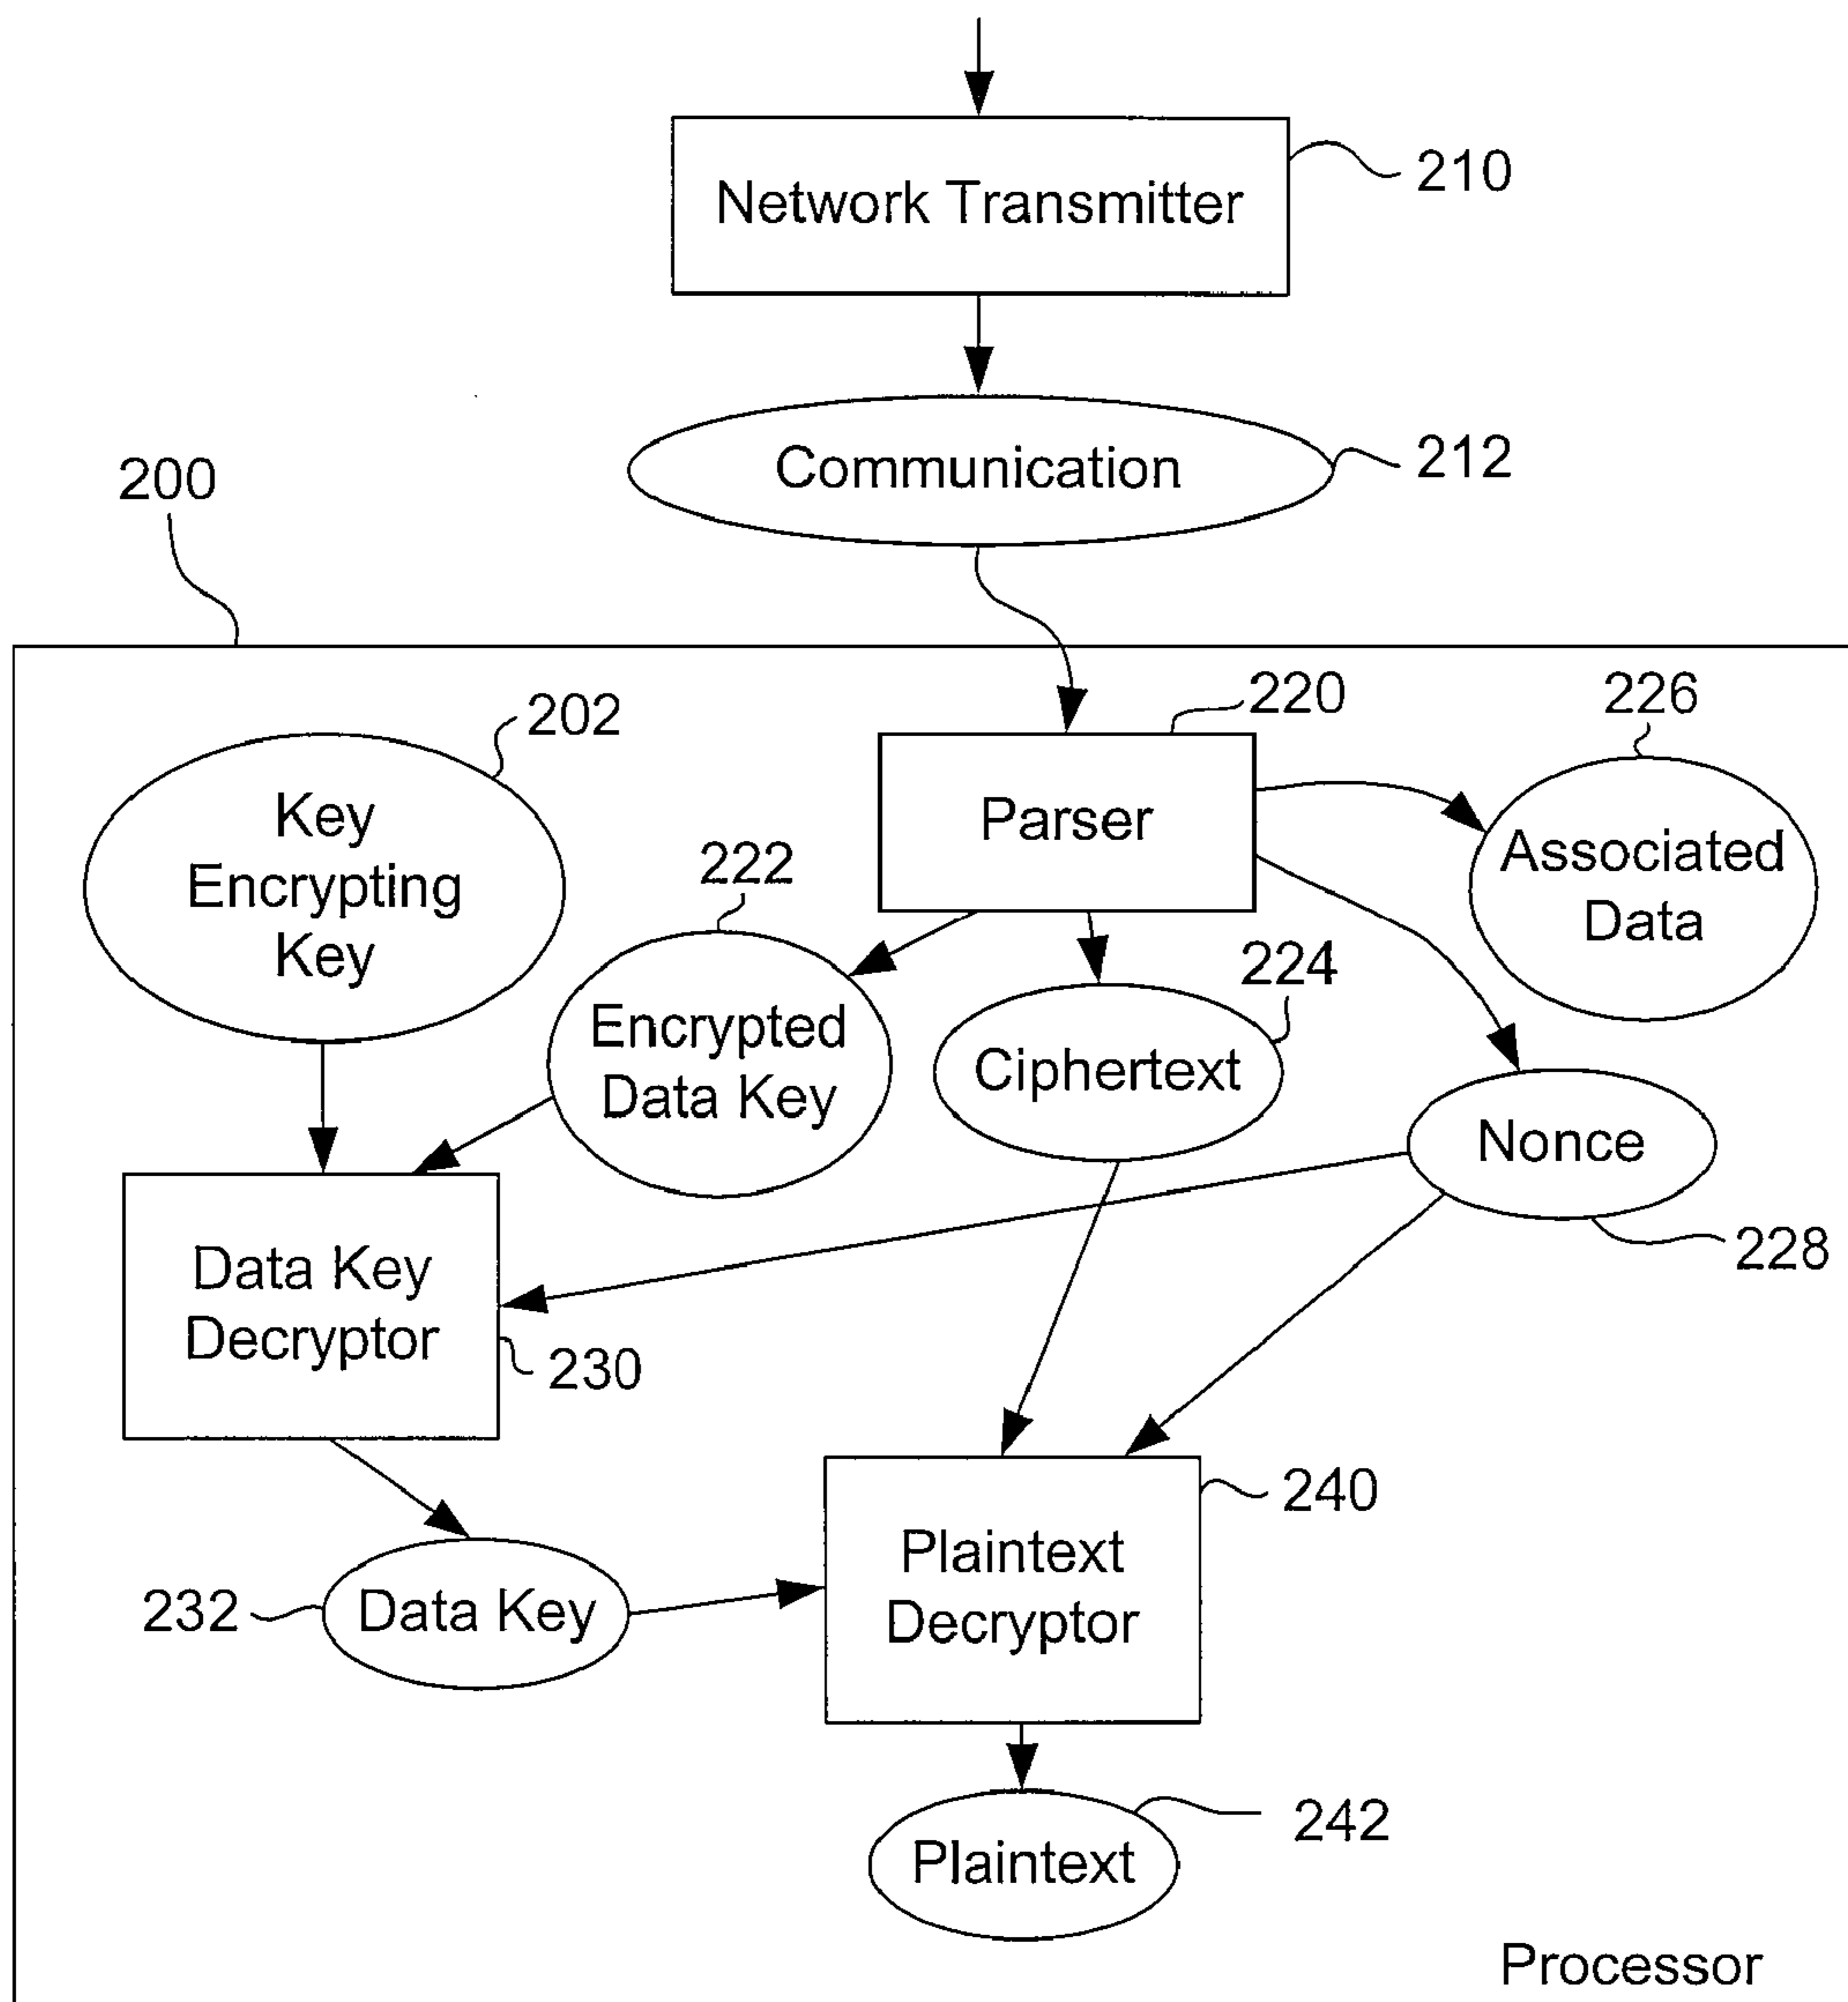 Network Transmitter
210
Communication
212
200
202
Key
Encrypting
Key
220
Parser
226
Associated
Data
222
Encrypted
Data Key
224
Ciphertext
Nonce
228
Data Key
Decryptor
230
240
Plaintext
Decryptor
232
Data Key
242
Plaintext
Processor